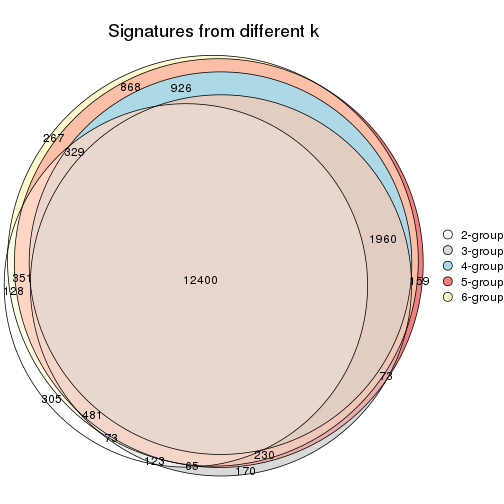 Signatures from different k
868
926
267
329
1960
351
12400
159
128
73
305
481
73
230
123
65
170
2-group
3-group
4-group
5-group
6-group